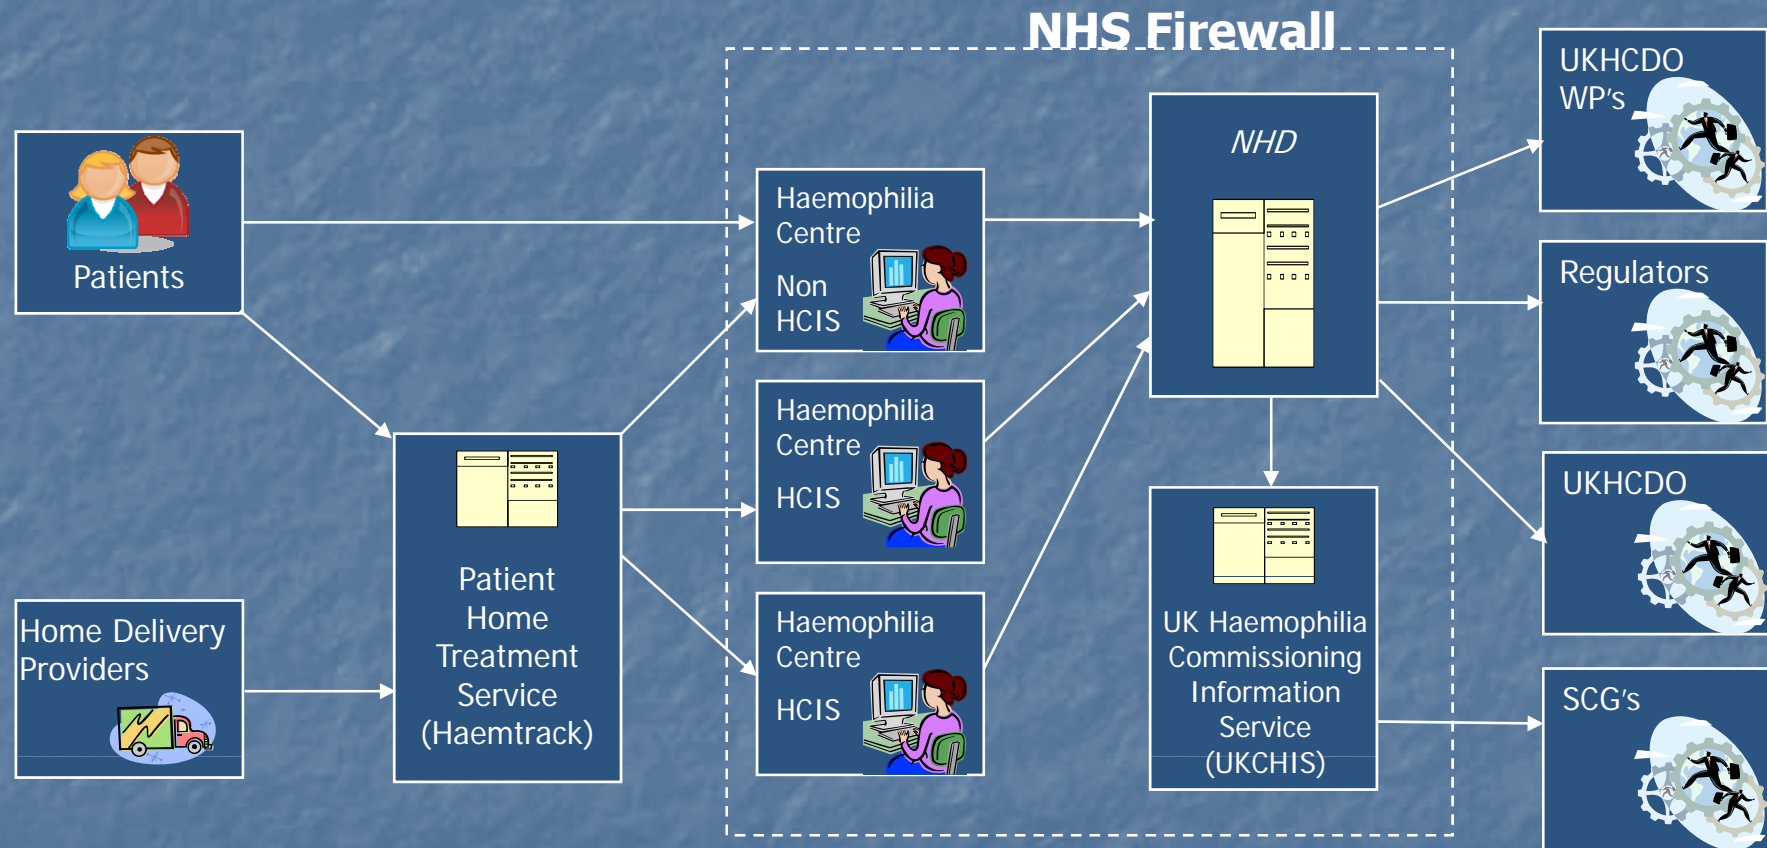 NHS Firewall
Patients
Home Delivery
Providers
Patient
Home
Treatment
Service
(Haemtrack)
Haemophilia
Centre
Non
HCIS
Haemophilia
Centre
HCIS
Haemophilia
Centre
HCIS
NHD
UK Haemophilia
Commissioning
Information
Service
(UKCHIS)
UKHCDO
WP's
Regulators
UKHCDO
SCG's